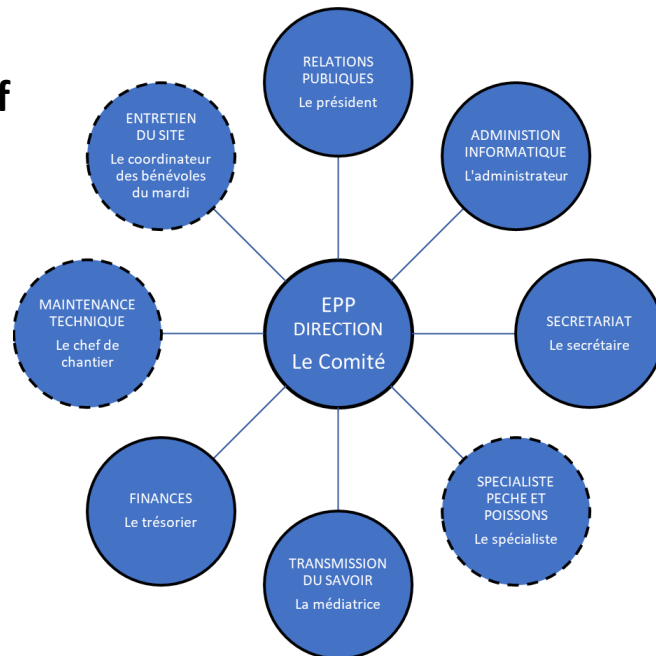 f
RELATIONS
PUBLIQUES
Le président
ADMINISTION
INFORMATIQUE
L'administrateur
SECRETARIAT
Le secrétaire
SPECIALISTE
PECHE ET
POISSONS
Le spécialiste
TRANSMISSION
DU SAVOIR
La médiatrice
FINANCES
Le trésorier
MAINTENANCE
TECHNIQUE
Le chef de
chantier
ENTRETIEN
DU SITE
Le coordinateur
des bénévoles
du mardi
EPP
DIRECTION
Le Comité